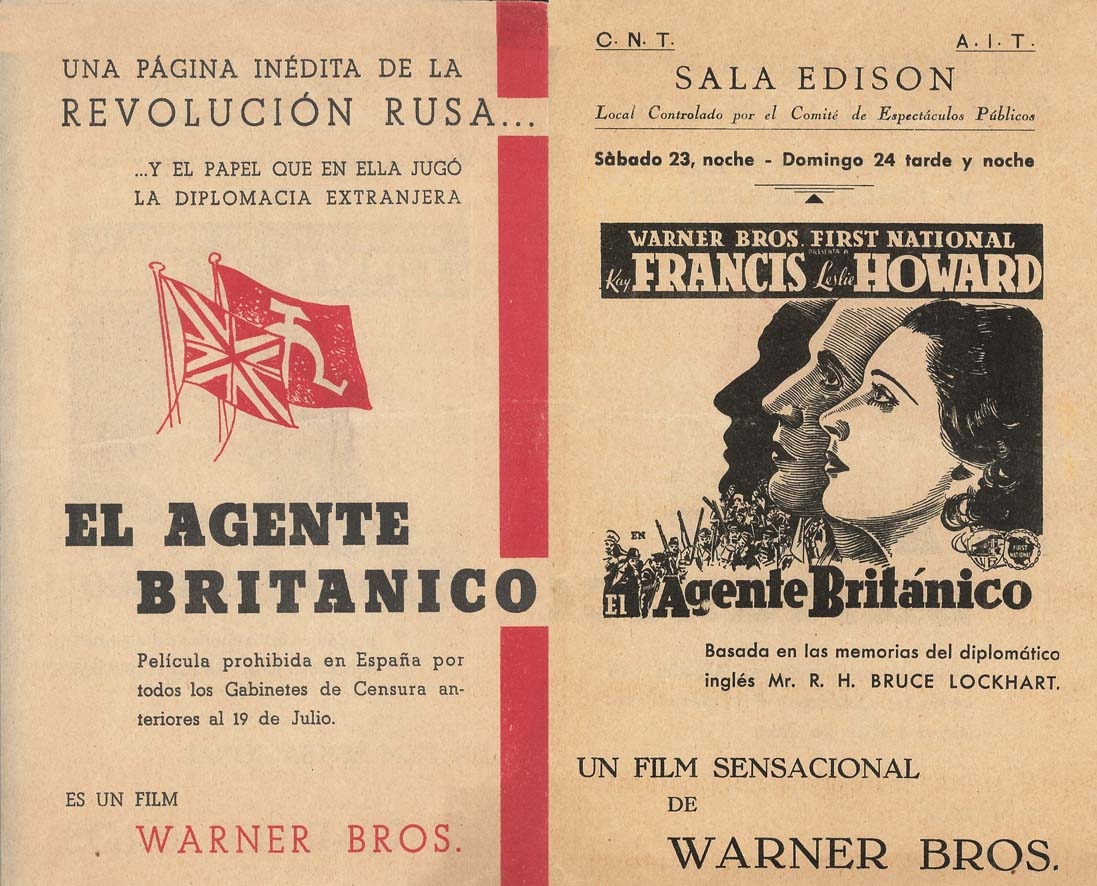 UNA PÁGINA INÉDITA DE LA
REVOLUCIÓN RUSA...
...Y EL PAPEL QUE EN ELLA JUGÓ
LA DIPLOMACIA EXTRANJERA
EL AGENTE
BRITANICO
Película prohibida en España por
todos los Gabinetes de Censura an-
teriores al 19 de Julio.
ES UN FILM
WARNER BROS.
C. N. T. A. I. T.
SALA EDISON
Local Controlado por el Comité de Espectáculos Públicos
Sàbado 23, noche - Domingo 24 tarde y noche
WARNER BROS. FIRST NATIONAL
PRESENTA A
Kay FRANCIS Leslie HOWARD
EN
El Agente Británico
FIRST
NATIONAL
Basada en las memorias del diplomático
inglés Mr. R. H. BRUCE LOCKHART.
UN FILM SENSACIONAL
DE
WARNER BROS.